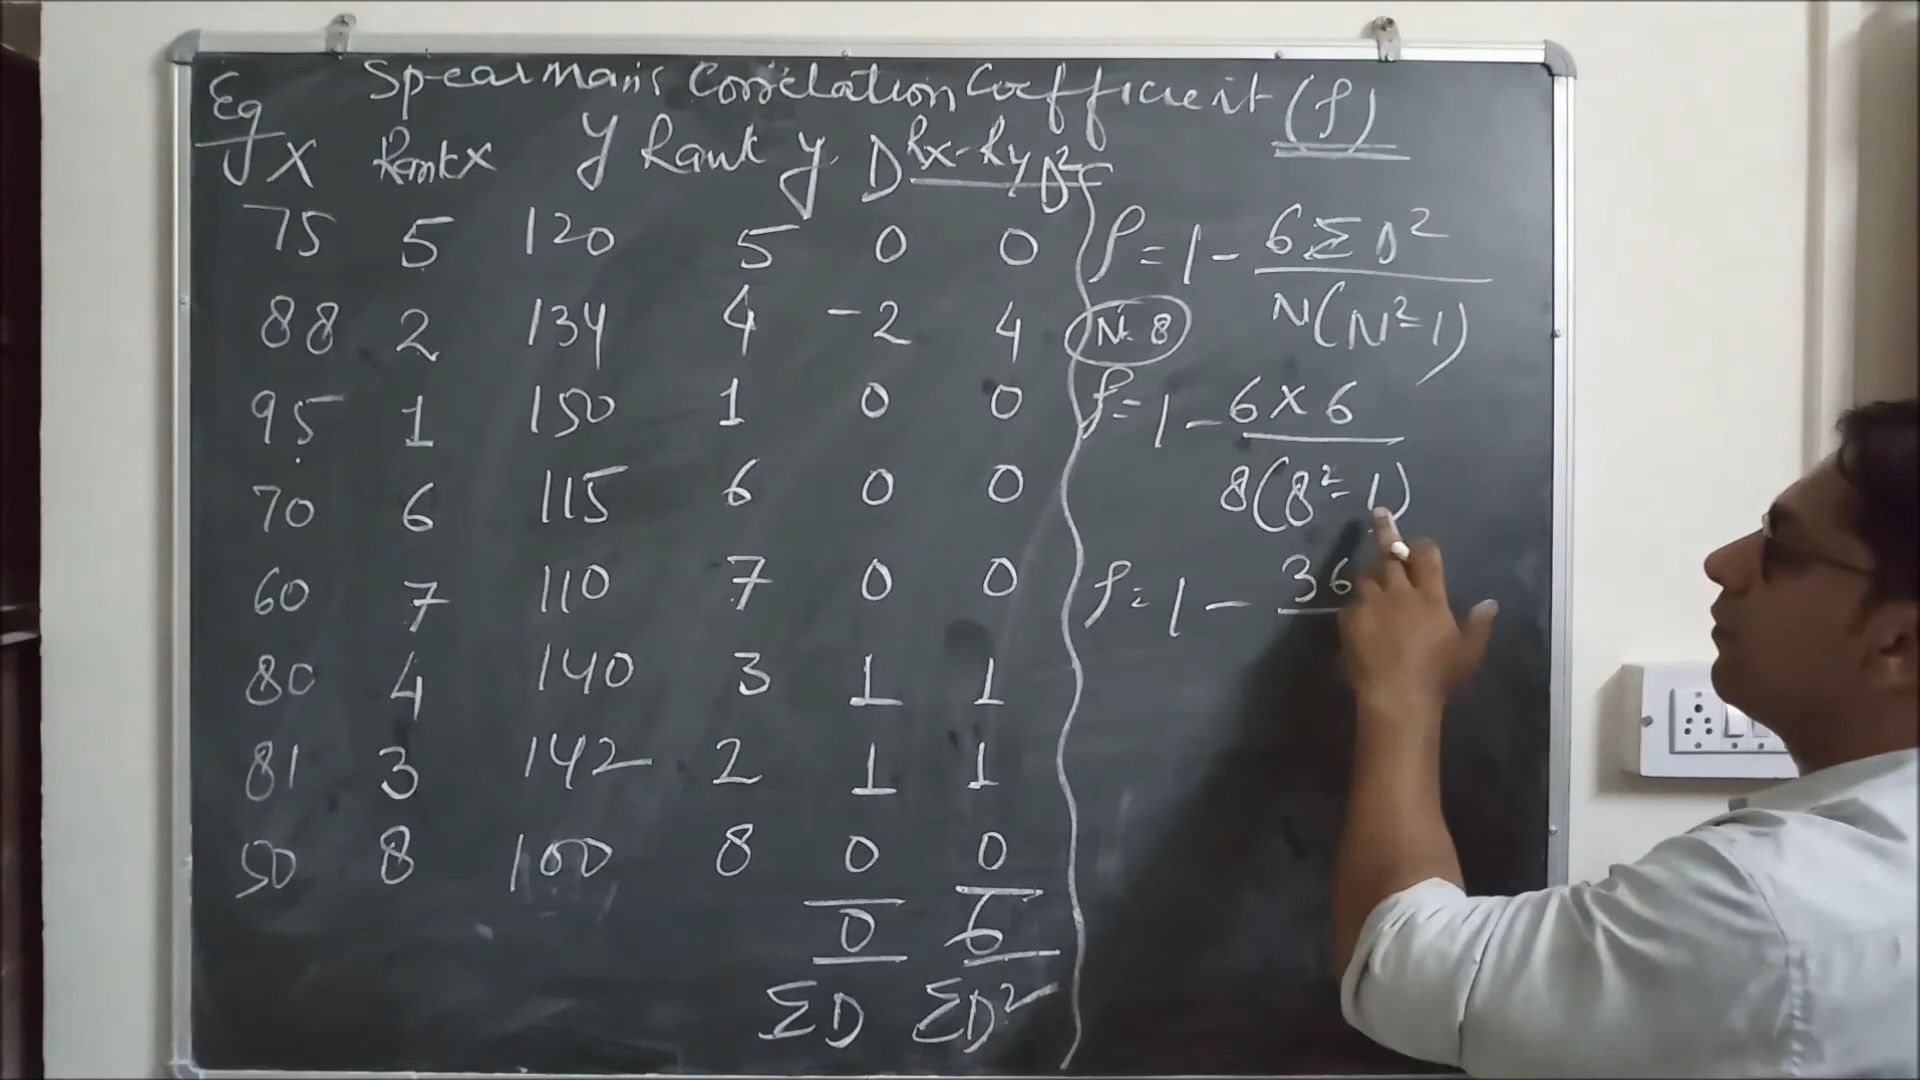 Eg Spearman's Correlation Coefficient (ρ)
X Rank x y Rank y D Rx-Ry D²
75 5 120 5 0 0
88 2 134 4 -2 4
95 1 150 1 0 0
70 6 115 6 0 0
60 7 110 7 0 0
80 4 140 3 1 1
81 3 142 2 1 1
50 8 100 8 0 0
0 6
ΣD ΣD²
ρ = 1 - 6ΣD²
N(N²-1)
N = 8
ρ = 1 - 6×6
8(8²-1)
ρ = 1 - 36